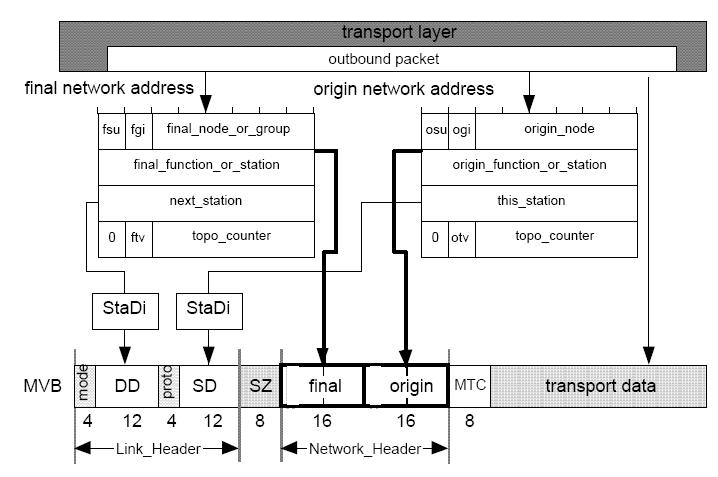 transport layer
outbound packet
final network address origin network address
fsu fgi final_node_or_group osu ogi origin_node
final_function_or_station origin_function_or_station
next_station this_station
0 ftv topo_counter 0 otv topo_counter
StaDi StaDi
MVB mode DD proto SD SZ final origin MTC transport data
4 12 4 12 8 16 16 8
Link_Header Network_Header